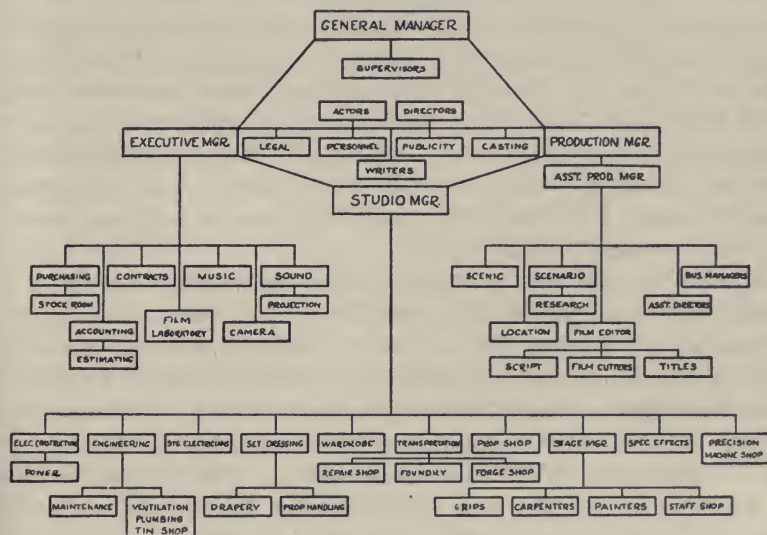 GENERAL MANAGER
SUPERVISORS
ACTORS
DIRECTORS
EXECUTIVE MGR.
LEGAL
PERSONNEL
PUBLICITY
CASTING
PRODUCTION MGR.
WRITERS
ASST. PROD. MGR.
STUDIO MGR.
PURCHASING
CONTRACTS
MUSIC
SOUND
SCENIC
SCENARIO
BUS. MANAGERS
STOCK ROOM
PROJECTION
RESEARCH
ASST. DIRECTORS
ACCOUNTING
FILM
LABORATORY
CAMERA
LOCATION
FILM EDITOR
ESTIMATING
SCRIPT
FILM CUTTERS
TITLES
ELEC. CONSTRUCTION
ENGINEERING
STG. ELECTRICIANS
SET DRESSING
WARDROBE
TRANSPORTATION
PROP SHOP
STAGE MGR.
SPEC. EFFECTS
PRECISION
MACHINE SHOP
POWER
REPAIR SHOP
FOUNDRY
FORGE SHOP
MAINTENANCE
VENTILATION
PLUMBING
TIN SHOP
DRAPERY
PROP HANDLING
GRIPS
CARPENTERS
PAINTERS
STAFF SHOP